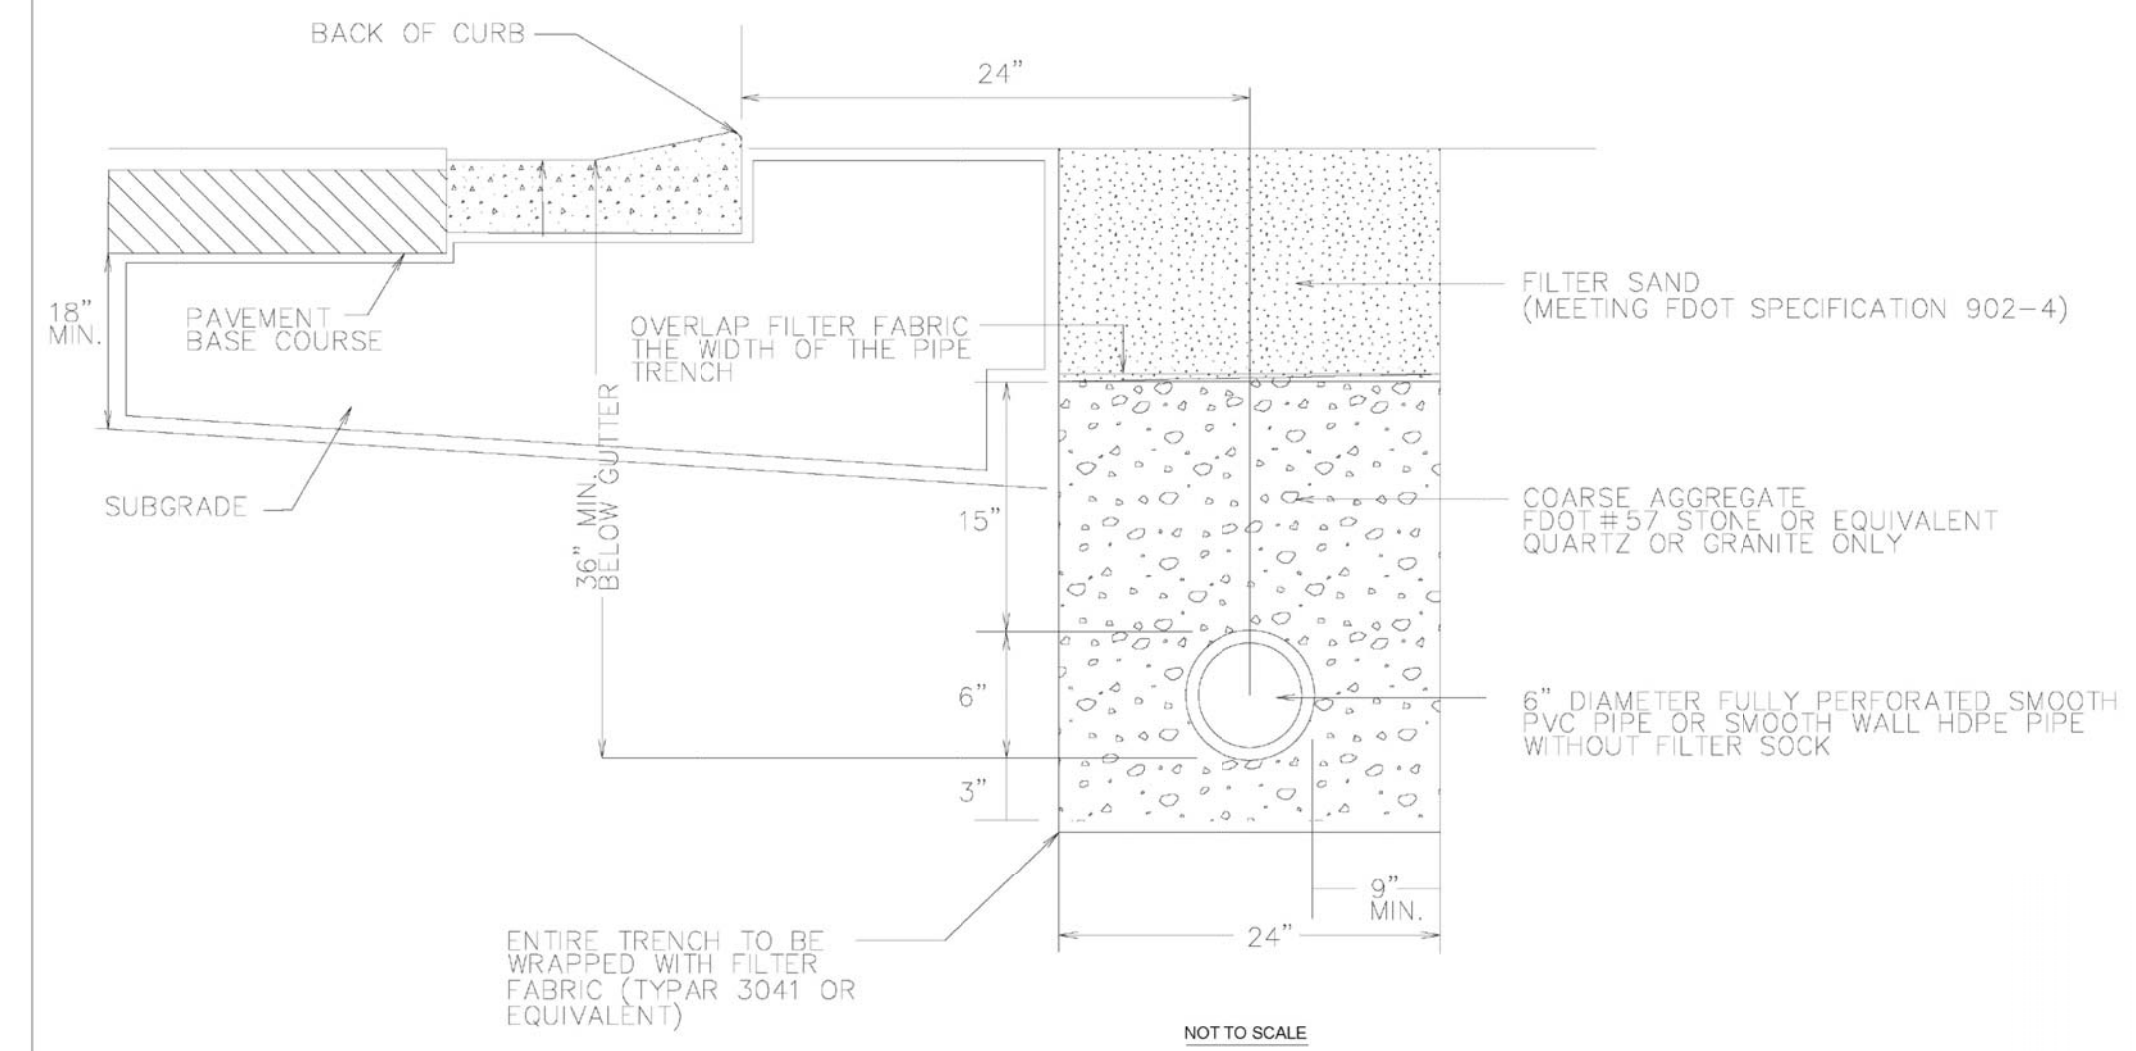 BACK OF CURB
24"
18"
MIN.
PAVEMENT
BASE COURSE
OVERLAP FILTER FABRIC
THE WIDTH OF THE PIPE
TRENCH
FILTER SAND
(MEETING FDOT SPECIFICATION 902-4)
36" MIN.
BELOW GUTTER
SUBGRADE
15"
COARSE AGGREGATE
FDOT #57 STONE OR EQUIVALENT
QUARTZ OR GRANITE ONLY
6"
6" DIAMETER FULLY PERFORATED SMOOTH
PVC PIPE OR SMOOTH WALL HDPE PIPE
WITHOUT FILTER SOCK
3"
9"
MIN.
24"
ENTIRE TRENCH TO BE
WRAPPED WITH FILTER
FABRIC (TYPAR 3041 OR
EQUIVALENT)
NOT TO SCALE